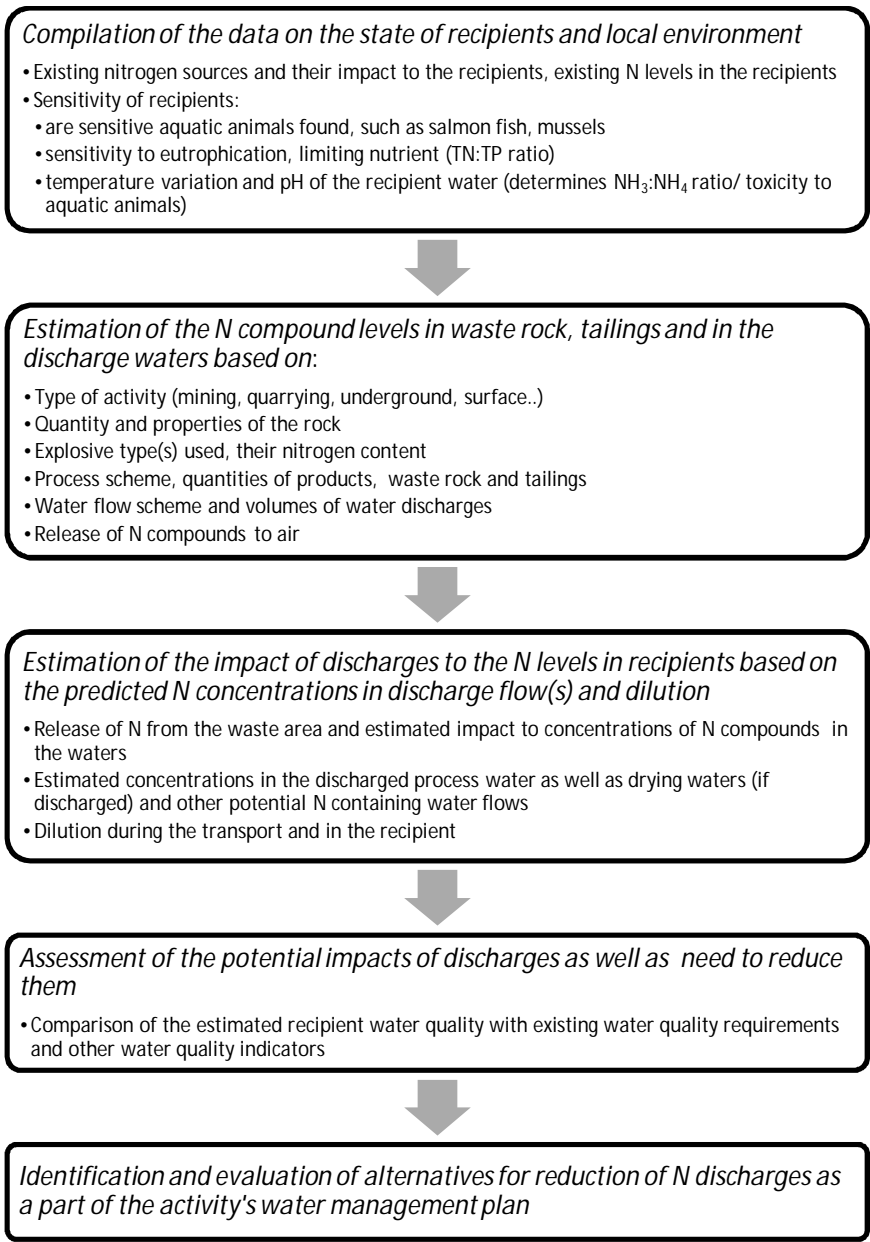 Compilation of the data on the state of recipients and local environment
• Existing nitrogen sources and their impact to the recipients, existing N levels in the recipients
• Sensitivity of recipients:
• are sensitive aquatic animals found, such as salmon fish, mussels
• sensitivity to eutrophication, limiting nutrient (TN:TP ratio)
• temperature variation and pH of the recipient water (determines NH₃:NH₄ ratio/ toxicity to
aquatic animals)
Estimation of the N compound levels in waste rock, tailings and in the
discharge waters based on:
• Type of activity (mining, quarrying, underground, surface..)
• Quantity and properties of the rock
• Explosive type(s) used, their nitrogen content
• Process scheme, quantities of products, waste rock and tailings
• Water flow scheme and volumes of water discharges
• Release of N compounds to air
Estimation of the impact of discharges to the N levels in recipients based on
the predicted N concentrations in discharge flow(s) and dilution
• Release of N from the waste area and estimated impact to concentrations of N compounds in
the waters
• Estimated concentrations in the discharged process water as well as drying waters (if
discharged) and other potential N containing water flows
• Dilution during the transport and in the recipient
Assessment of the potential impacts of discharges as well as need to reduce
them
• Comparison of the estimated recipient water quality with existing water quality requirements
and other water quality indicators
Identification and evaluation of alternatives for reduction of N discharges as
a part of the activity's water management plan